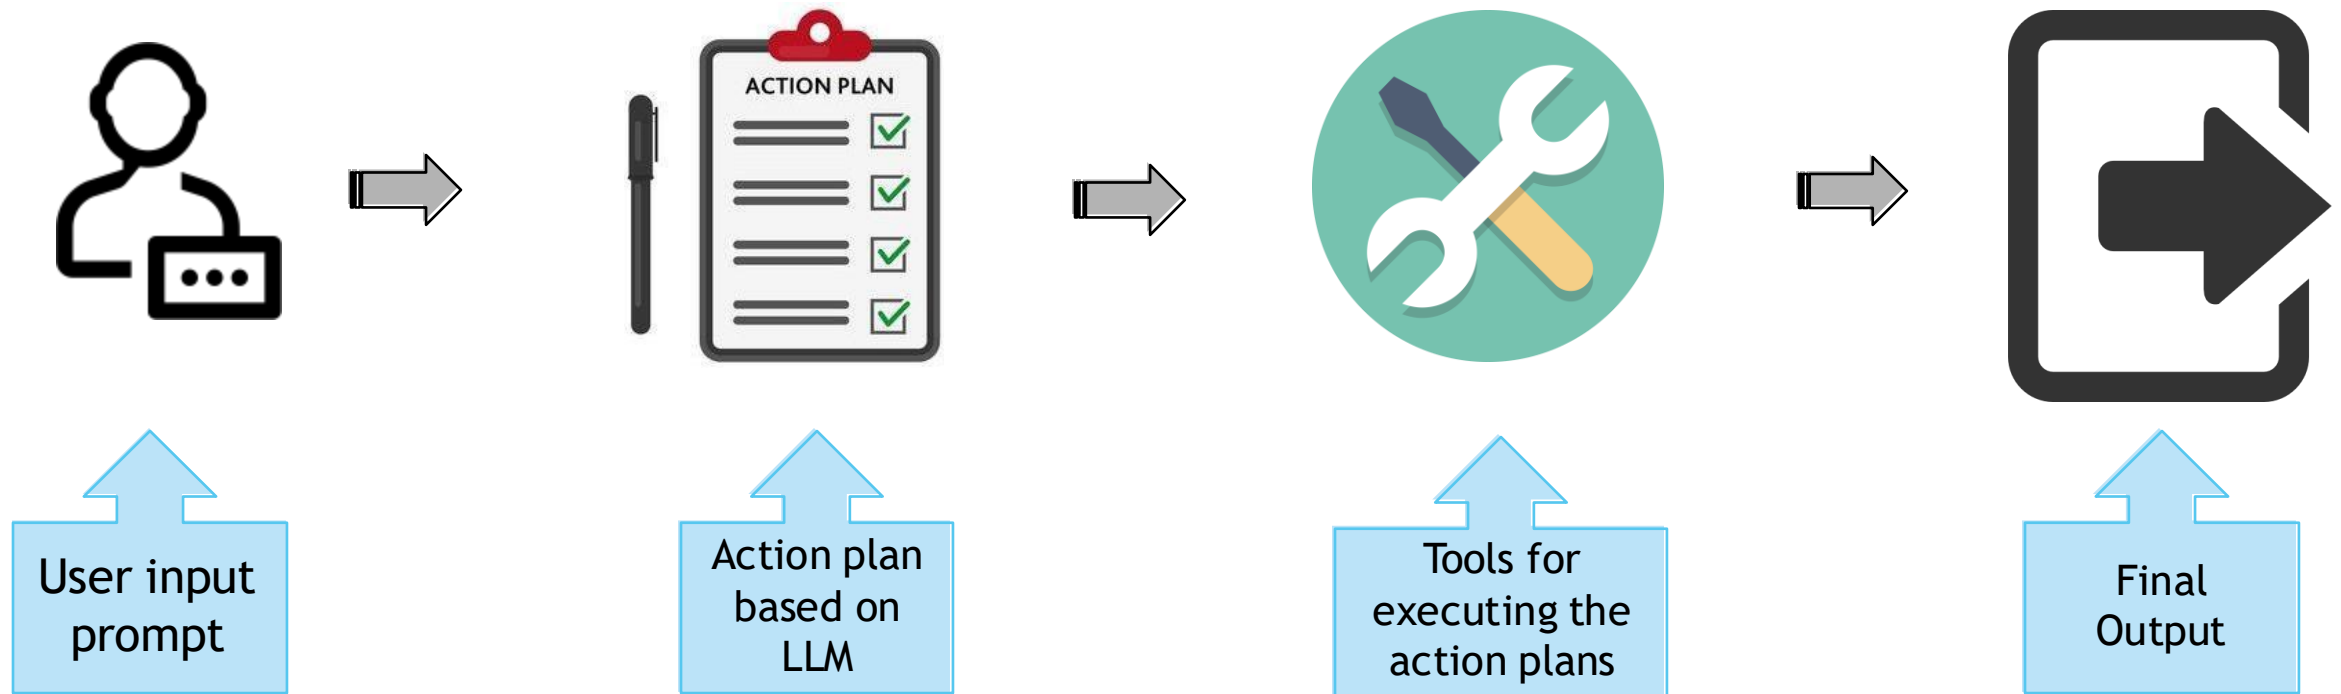 ACTION PLAN
User input
prompt
Action plan
based on
LLM
Tools for
executing the
action plans
Final
Output